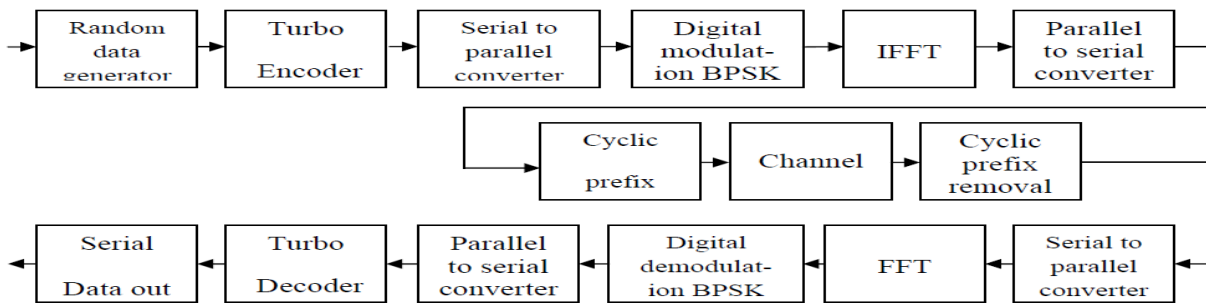 Random
data
generator
Turbo
Encoder
Serial to
parallel
converter
Digital
modulat-
ion BPSK
IFFT
Parallel
to serial
converter
Cyclic
prefix
Channel
Cyclic
prefix
removal
Serial
Data out
Turbo
Decoder
Parallel
to serial
converter
Digital
demodulat-
ion BPSK
FFT
Serial to
parallel
converter